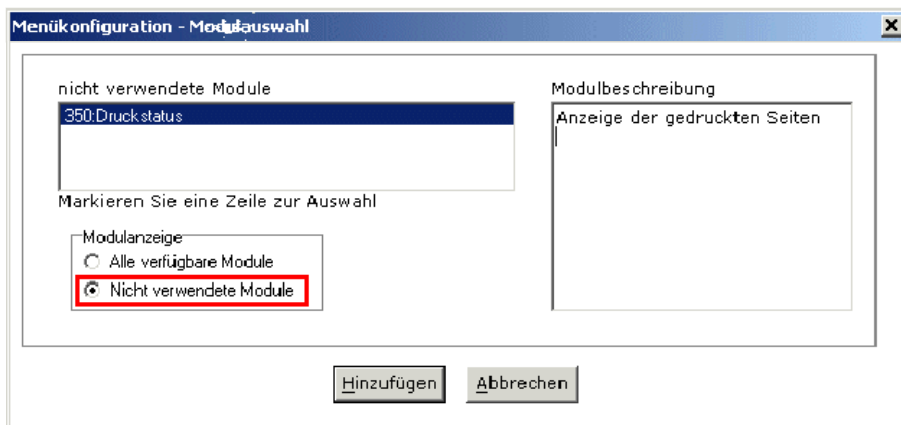 Menükonfiguration - Modulauswahl
nicht verwendete Module
350:Druckstatus
Markieren Sie eine Zeile zur Auswahl
Modulanzeige
Alle verfügbare Module
Nicht verwendete Module
Modulbeschreibung
Anzeige der gedruckten Seiten
Hinzufügen
Abbrechen